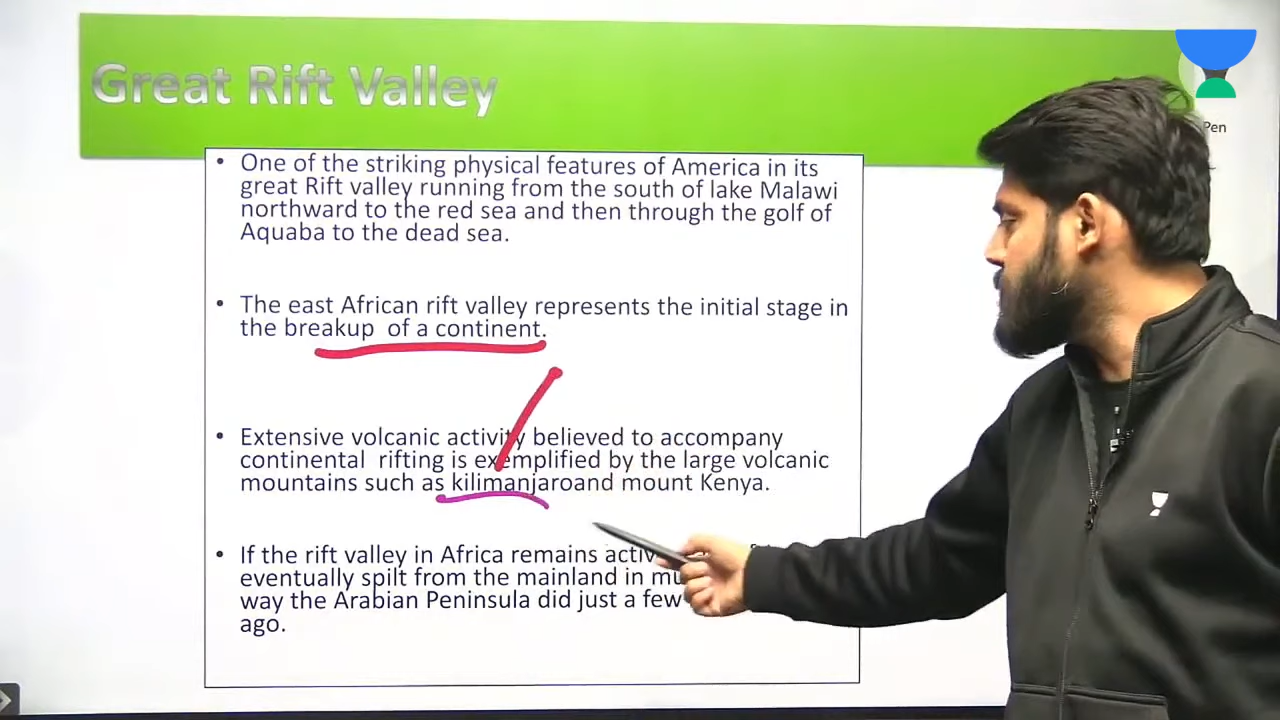 Great Rift Valley
Pen
• One of the striking physical features of America in its
great Rift valley running from the south of lake Malawi
northward to the red sea and then through the golf of
Aquaba to the dead sea.
• The east African rift valley represents the initial stage in
the breakup of a continent.
• Extensive volcanic activity believed to accompany
continental rifting is exemplified by the large volcanic
mountains such as kilimanjaroand mount Kenya.
• If the rift valley in Africa remains
eventually spilt from the mainland in
way the Arabian Peninsula did just a few
ago.